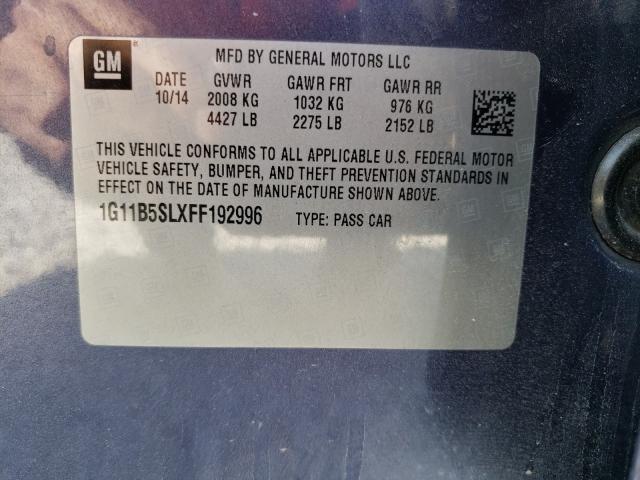 GM
MFD BY GENERAL MOTORS LLC
DATE GVWR GAWR FRT GAWR RR
10/14 2008 KG 1032 KG 976 KG
4427 LB 2275 LB 2152 LB
THIS VEHICLE CONFORMS TO ALL APPLICABLE U.S. FEDERAL MOTOR
VEHICLE SAFETY, BUMPER, AND THEFT PREVENTION STANDARDS IN
EFFECT ON THE DATE OF MANUFACTURE SHOWN ABOVE.
1G11B5SLXFF192996 TYPE: PASS CAR